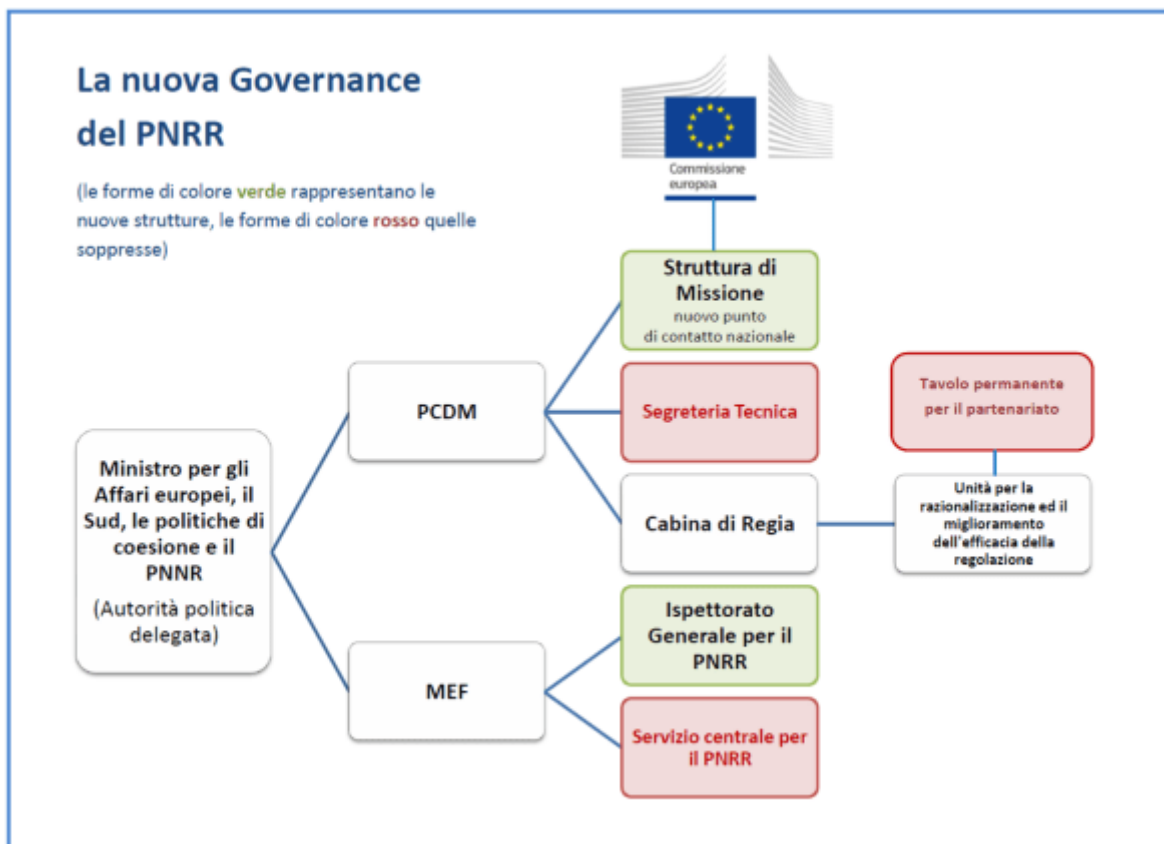 La nuova Governance
del PNRR
(le forme di colore verde rappresentano le
nuove strutture, le forme di colore rosso quelle
soppresse)
Commissione
europea
Struttura di
Missione
nuovo punto
di contatto nazionale
PCDM
Segreteria Tecnica
Tavolo permanente
per il partenariato
Ministro per gli
Affari europei, il
Sud, le politiche di
coesione e il
PNNR
(Autorità politica
delegata)
Cabina di Regia
Unità per la
razionalizzazione ed il
miglioramento
dell'efficacia della
regolazione
Ispettorato
Generale per il
PNRR
MEF
Servizio centrale per
il PNRR